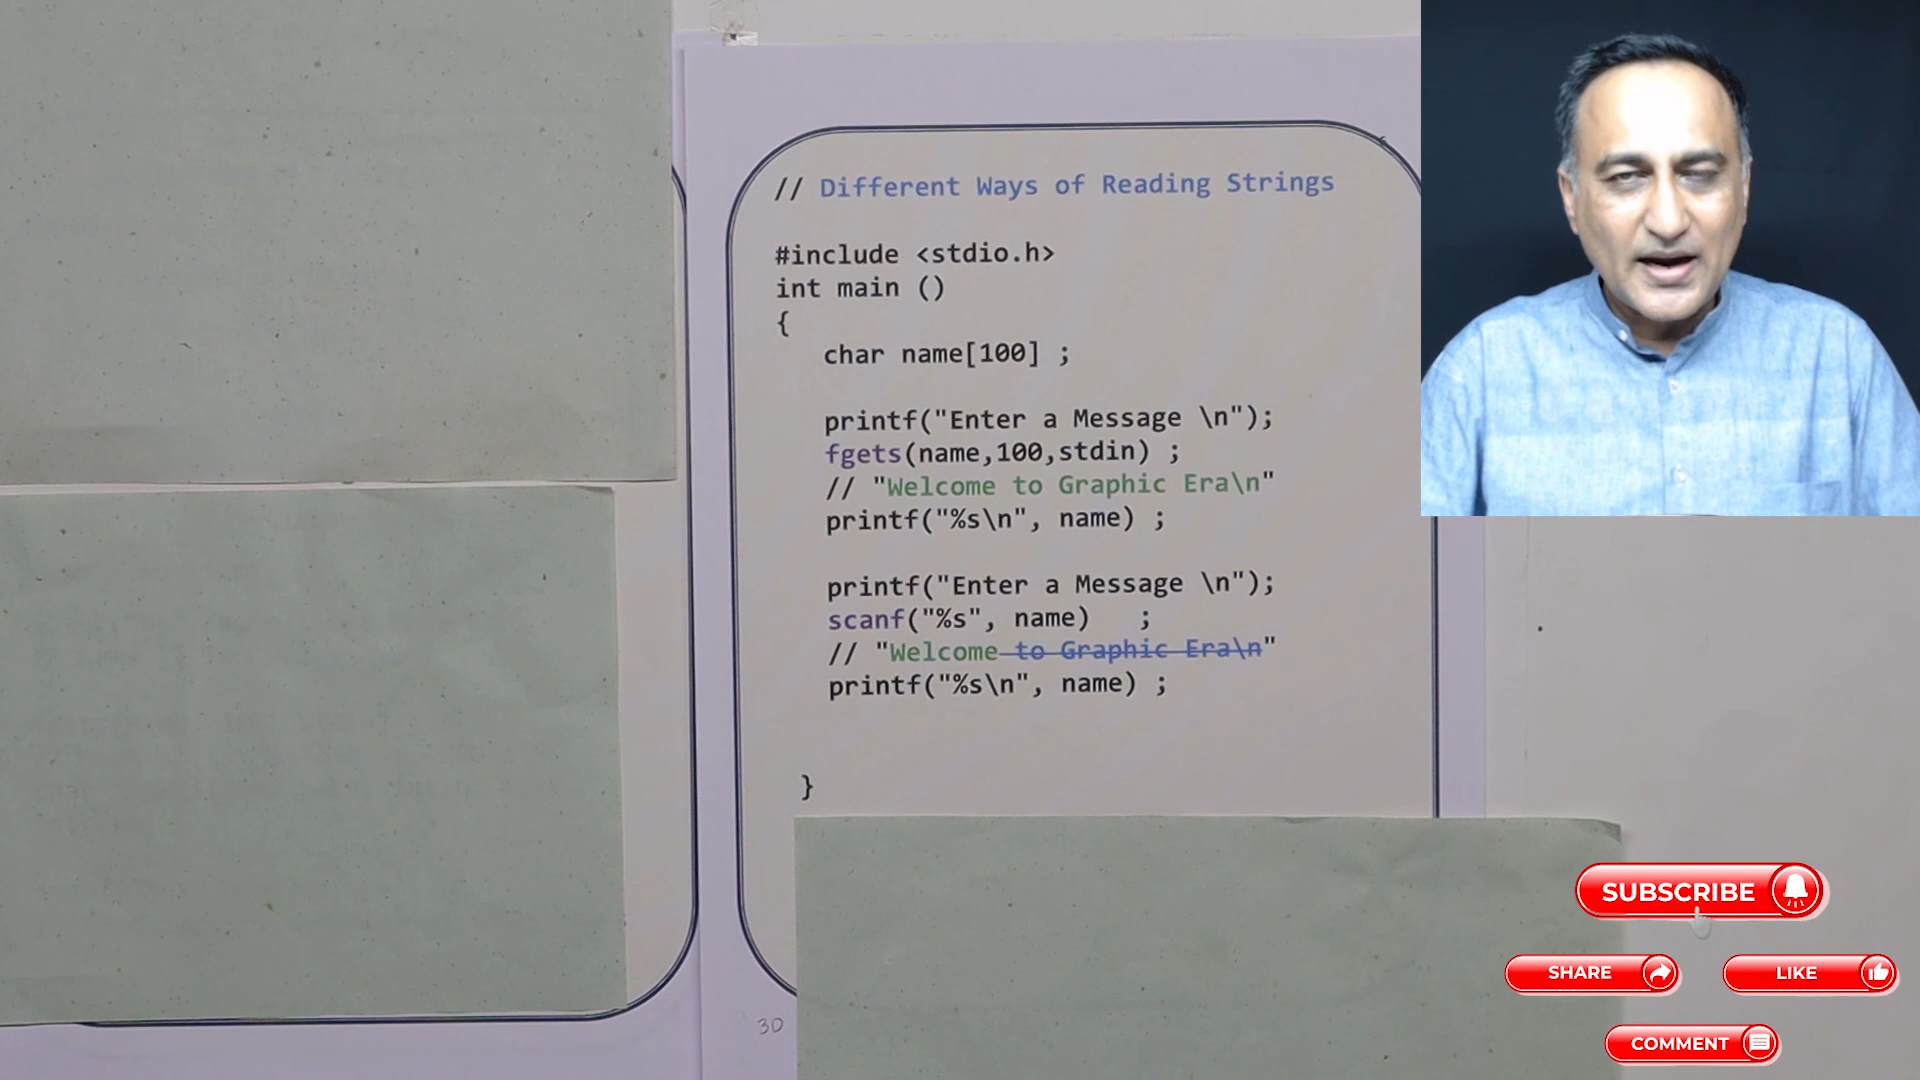 // Different Ways of Reading Strings
#include <stdio.h>
int main ()
{
char name[100] ;
printf("Enter a Message \n");
fgets(name,100,stdin) ;
// "Welcome to Graphic Era\n"
printf("%s\n", name) ;
printf("Enter a Message \n");
scanf("%s", name) ;
// "Welcome to Graphic Era\n"
printf("%s\n", name) ;
}
30
SUBSCRIBE
SHARE
LIKE
COMMENT